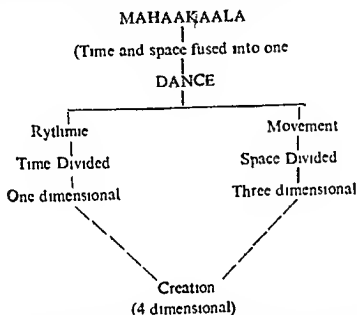 MAHAAKAALA
(Time and space fused into one
DANCE
Rythmie
Movement
Time Divided
Space Divided
One dimensional
Three dimensional
Creation
(4 dimensional)